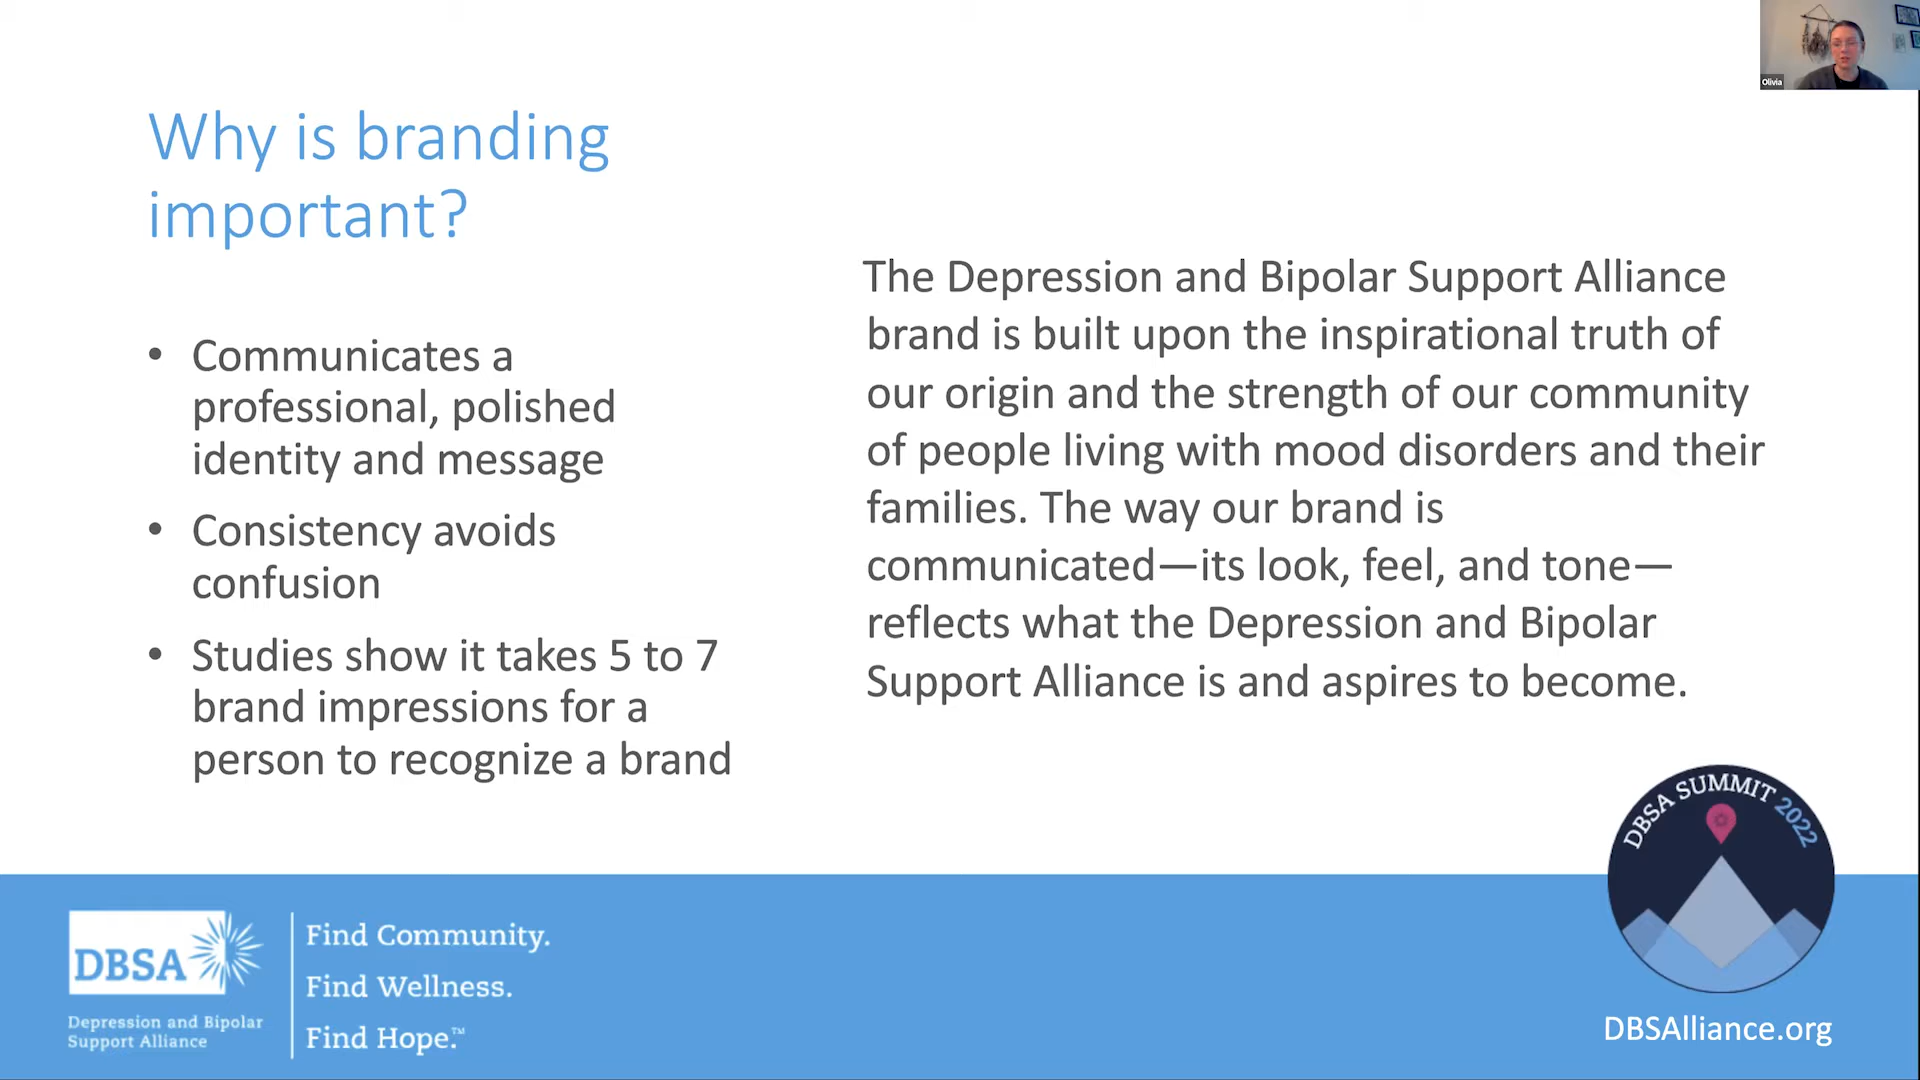 Olivia
Why is branding
important?
• Communicates a
professional, polished
identity and message
• Consistency avoids
confusion
• Studies show it takes 5 to 7
brand impressions for a
person to recognize a brand
The Depression and Bipolar Support Alliance
brand is built upon the inspirational truth of
our origin and the strength of our community
of people living with mood disorders and their
families. The way our brand is
communicated—its look, feel, and tone—
reflects what the Depression and Bipolar
Support Alliance is and aspires to become.
DBSA SUMMIT 2022
DBSA
Depression and Bipolar
Support Alliance
Find Community.
Find Wellness.
Find Hope.™
DBSAlliance.org